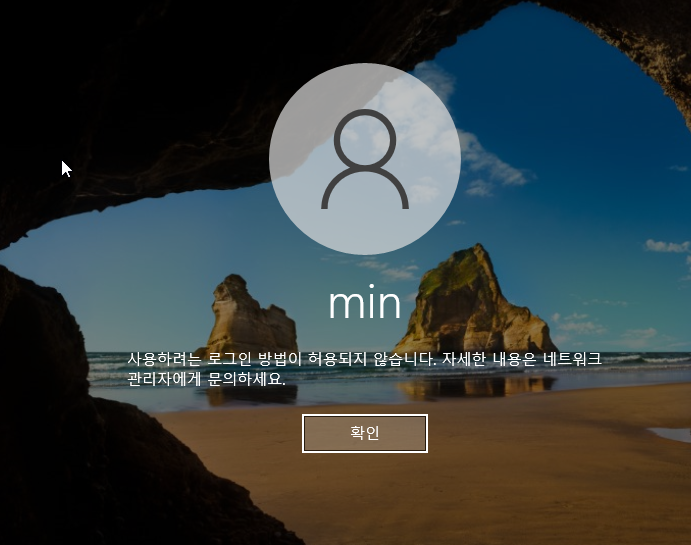 min
사용하려는 로그인 방법이 허용되지 않습니다. 자세한 내용은 네트워크
관리자에게 문의하세요.
확인